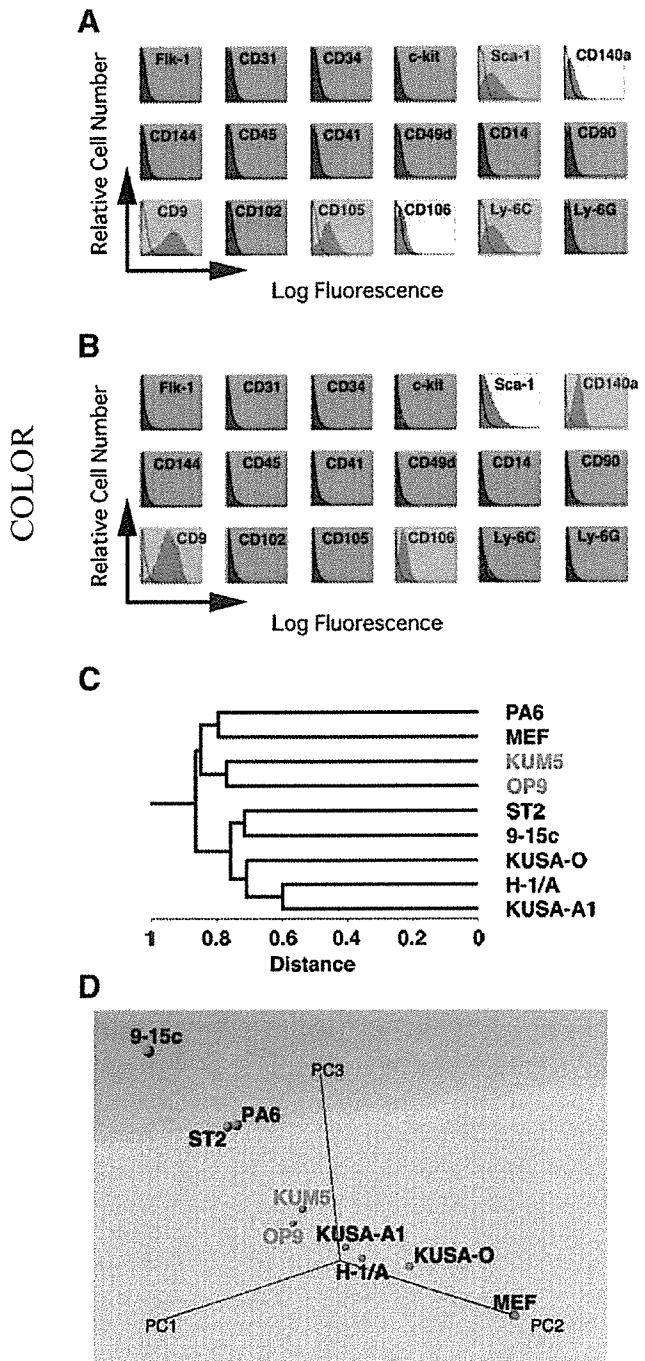 A
Relative Cell Number
Flk-1 CD31 CD34 c-kit Sca-1 CD140a
CD144 CD45 CD41 CD49d CD14 CD90
CD9 CD102 CD105 CD106 Ly-6C Ly-6G
Log Fluorescence
B
COLOR
Relative Cell Number
Flk-1 CD31 CD34 c-kit Sca-1 CD140a
CD144 CD45 CD41 CD49d CD14 CD90
CD9 CD102 CD105 CD106 Ly-6C Ly-6G
Log Fluorescence
C
PA6
MEF
KUM5
OP9
ST2
9-15c
KUSA-O
H-1/A
KUSA-A1
1 0.8 0.6 0.4 0.2 0
Distance
D
9-15c
PC3
PA6
ST2
KUM5
OP9
KUSA-A1
KUSA-O
H-1/A
MEF
PC1
PC2